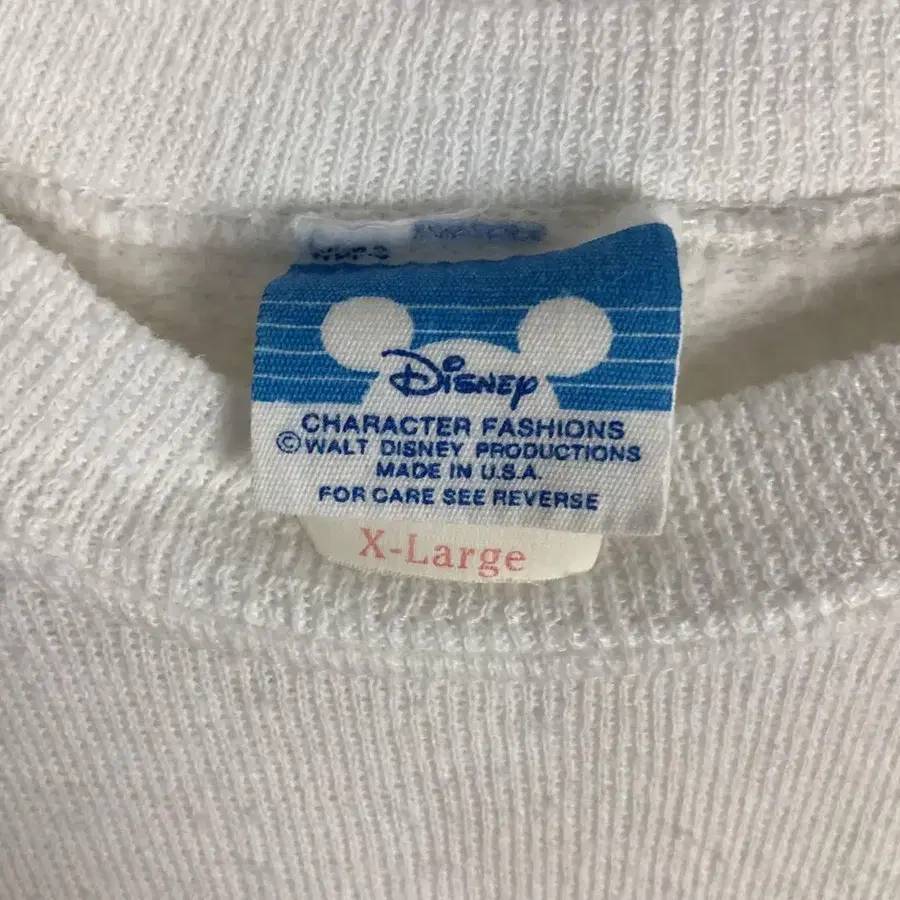 Disney
CHARACTER FASHIONS
© WALT DISNEY PRODUCTIONS
MADE IN U.S.A.
FOR CARE SEE REVERSE
X-Large